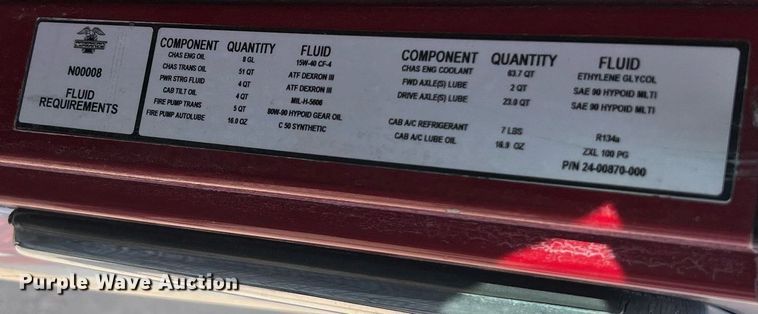 N00008
FLUID
REQUIREMENTS
COMPONENT QUANTITY FLUID
CHAS ENG OIL 8 GL 15W-40 CF-4
CHAS TRANS OIL 51 QT ATF DEXRON III
PWR STRG FLUID 4 QT ATF DEXRON III
CAB TILT OIL 4 QT MIL-H-5606
FIRE PUMP TRANS 5 QT 80W-90 HYPOID GEAR OIL
FIRE PUMP AUTOLUBE 16.0 OZ C 50 SYNTHETIC
COMPONENT QUANTITY FLUID
CHAS ENG COOLANT 63.7 QT ETHYLENE GLYCOL
FWD AXLE(S) LUBE 2 QT SAE 90 HYPOID MLTI
DRIVE AXLE(S) LUBE 23.0 QT SAE 90 HYPOID MLTI
CAB A/C REFRIGERANT 7 LBS R134a
CAB A/C LUBE OIL 16.9 OZ ZXL 100 PG
P/N 24-00870-000
Purple Wave Auction